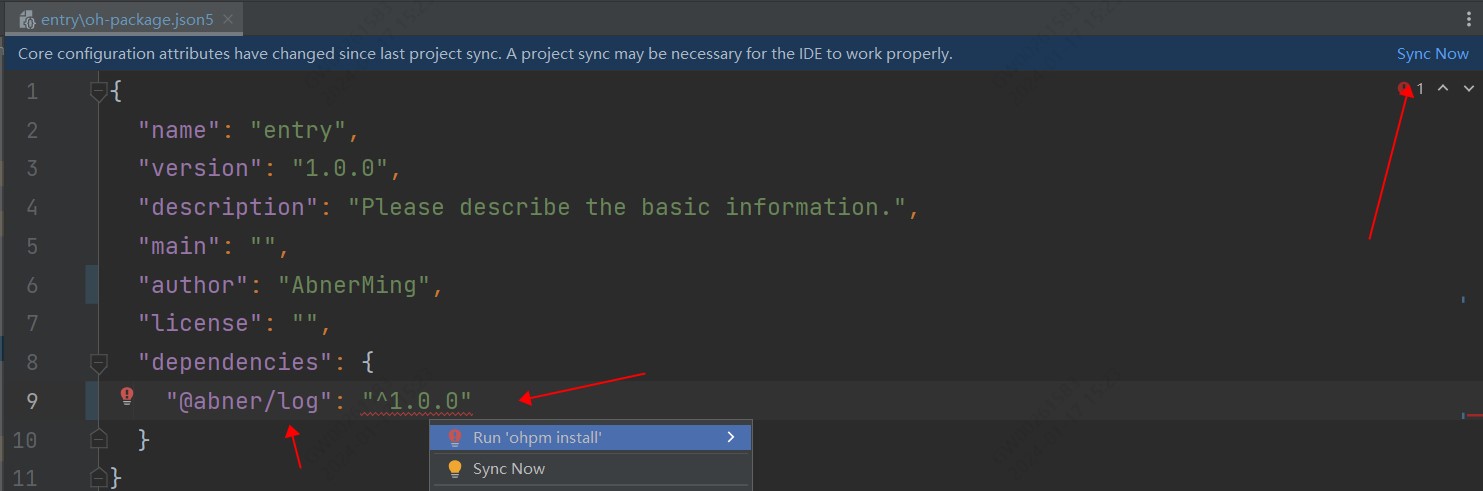 entry\oh-package.json5
Core configuration attributes have changed since last project sync. A project sync may be necessary for the IDE to work properly. Sync Now
1 {
1
2 "name": "entry",
3 "version": "1.0.0",
4 "description": "Please describe the basic information.",
5 "main": "",
6 "author": "AbnerMing",
7 "license": "",
8 "dependencies": {
9 "@abner/log": "^1.0.0"
10 }
Run 'ohpm install'
Sync Now
11 }